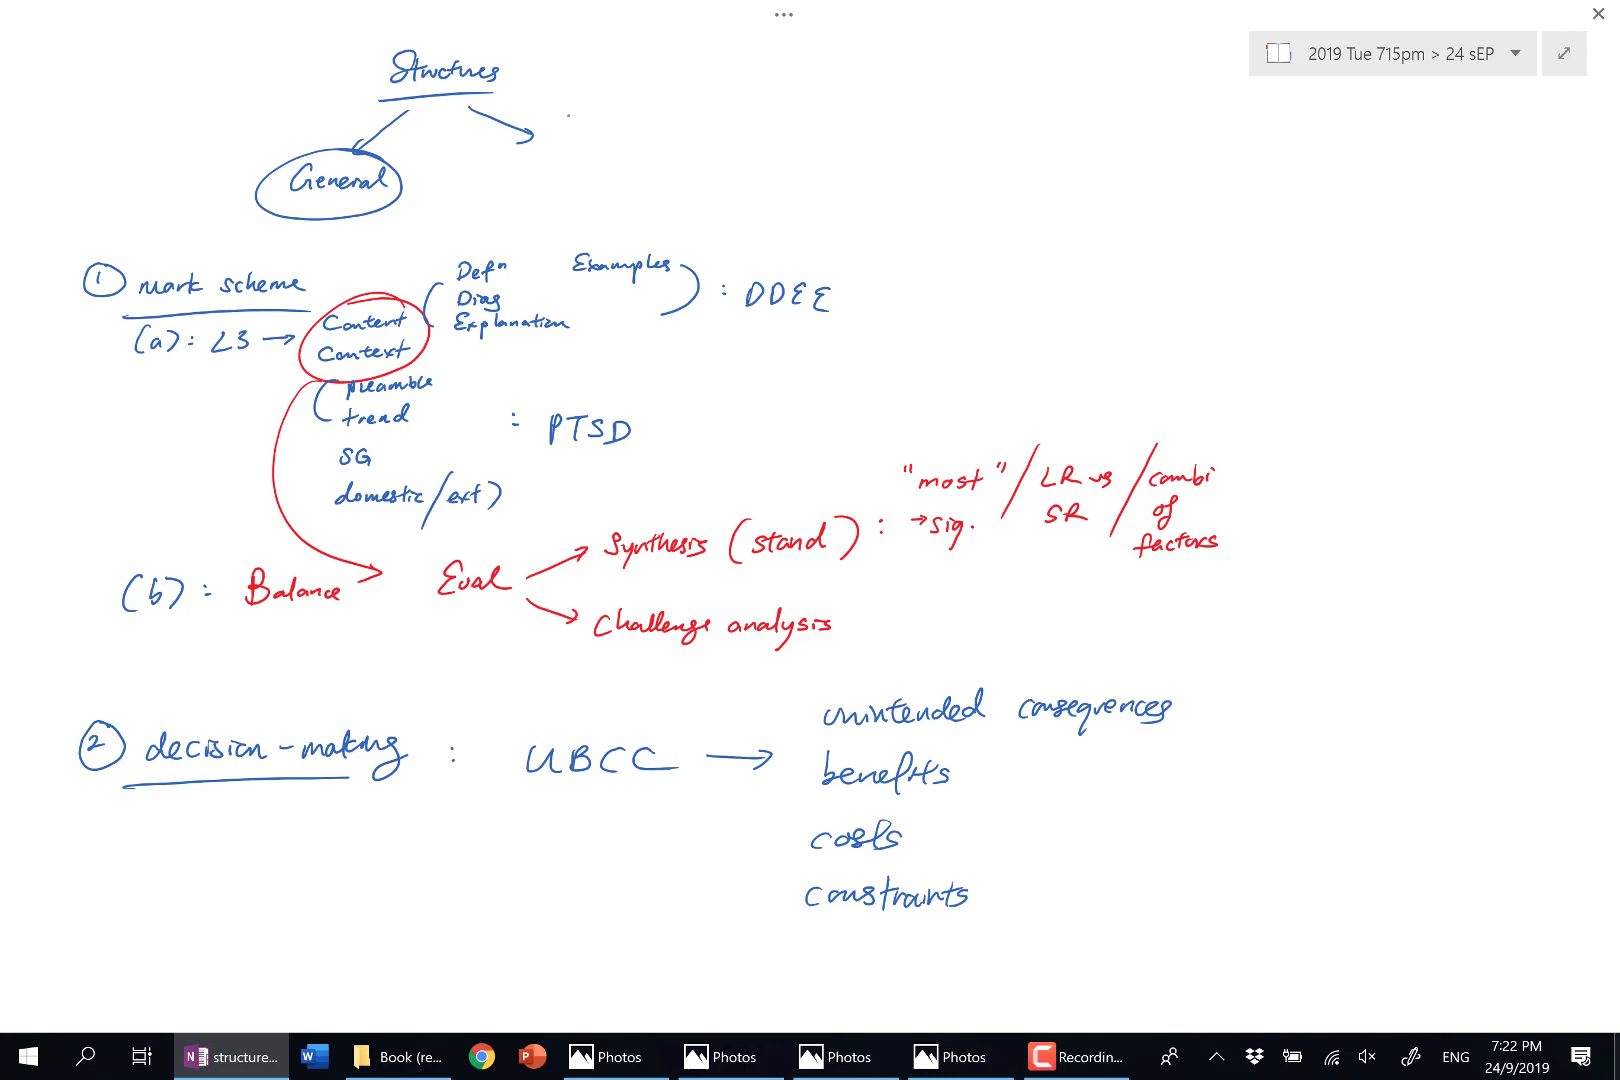 2019 Tue 715pm > 24 sEP
Structures
General
① mark scheme
(a): L3 → Content
Context
Defⁿ
Diag
Explanation
Examples
: DDEE
preamble
trend
SG
domestic/ext)
: PTSD
(b): Balance
Eval
Synthesis (stand):
"most"/
→sig.
LR vs
SR
/combi
of
factors
Challenge analysis
② decision-making : UBCC →
unintended consequences
benefits
costs
constraints
structure...
Book (re...
Photos
Photos
Photos
Photos
Recordin...
ENG
7:22 PM
24/9/2019